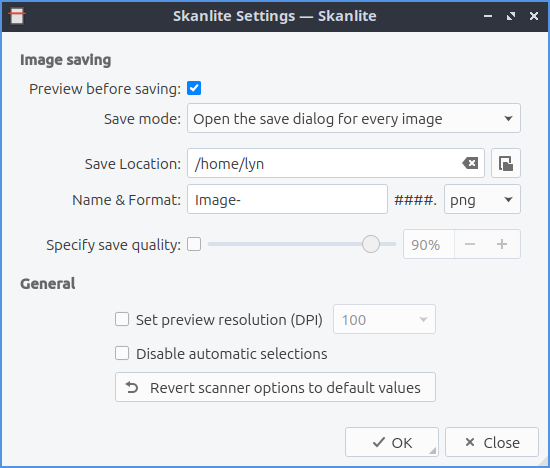 Skanlite Settings — Skanlite
Image saving
Preview before saving:
Save mode: Open the save dialog for every image
Save Location: /home/lyn
Name & Format: Image- ####. png
Specify save quality: 90%
General
Set preview resolution (DPI) 100
Disable automatic selections
Revert scanner options to default values
OK Close